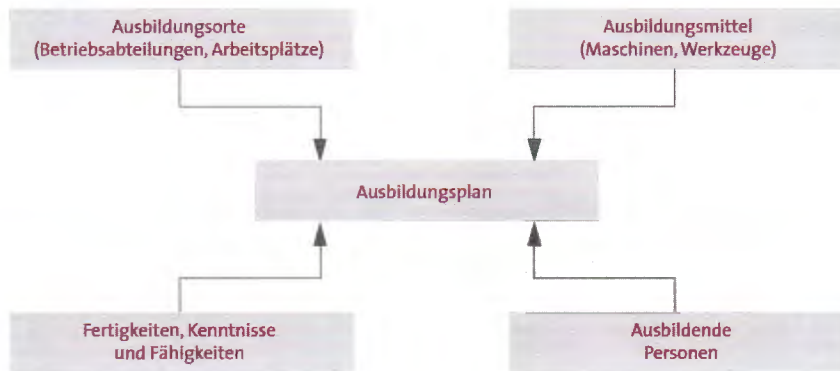 Ausbildungsorte
(Betriebsabteilungen, Arbeitsplätze)
Ausbildungsmittel
(Maschinen, Werkzeuge)
Ausbildungsplan
Fertigkeiten, Kenntnisse
und Fähigkeiten
Ausbildende
Personen